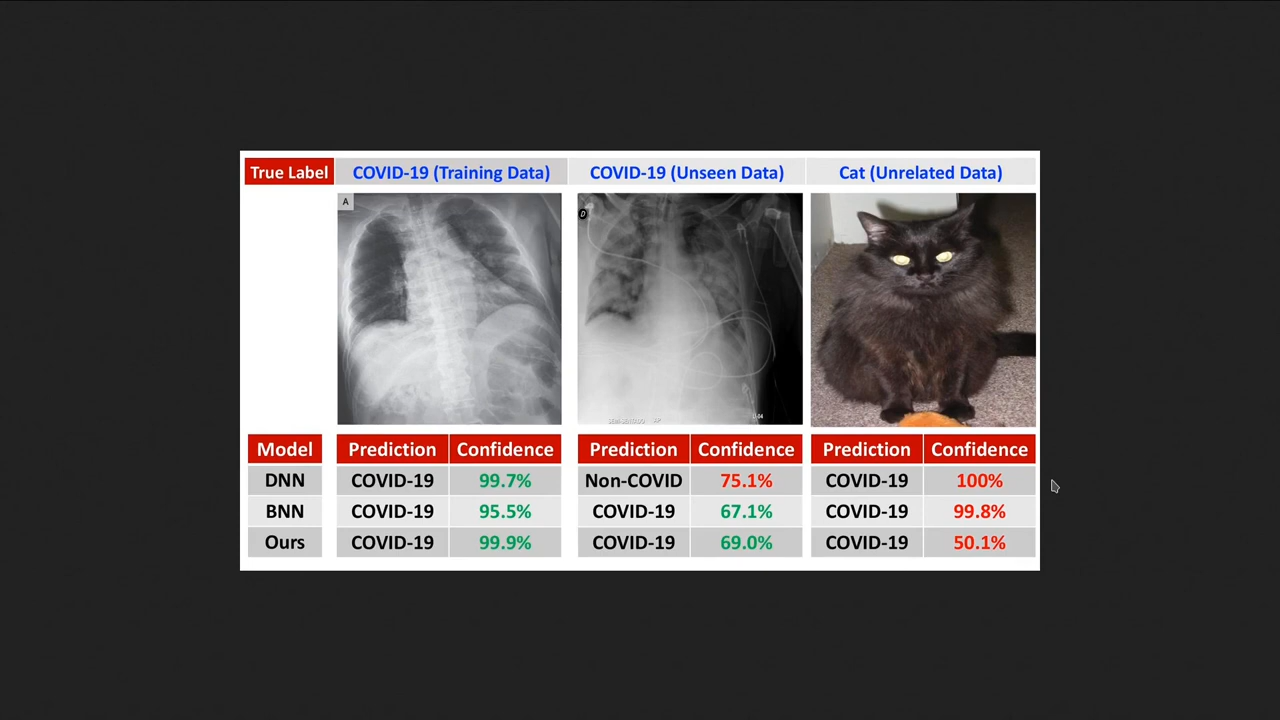 True Label COVID-19 (Training Data) COVID-19 (Unseen Data) Cat (Unrelated Data)
A
D
Model Prediction Confidence Prediction Confidence Prediction Confidence
DNN COVID-19 99.7% Non-COVID 75.1% COVID-19 100%
BNN COVID-19 95.5% COVID-19 67.1% COVID-19 99.8%
Ours COVID-19 99.9% COVID-19 69.0% COVID-19 50.1%